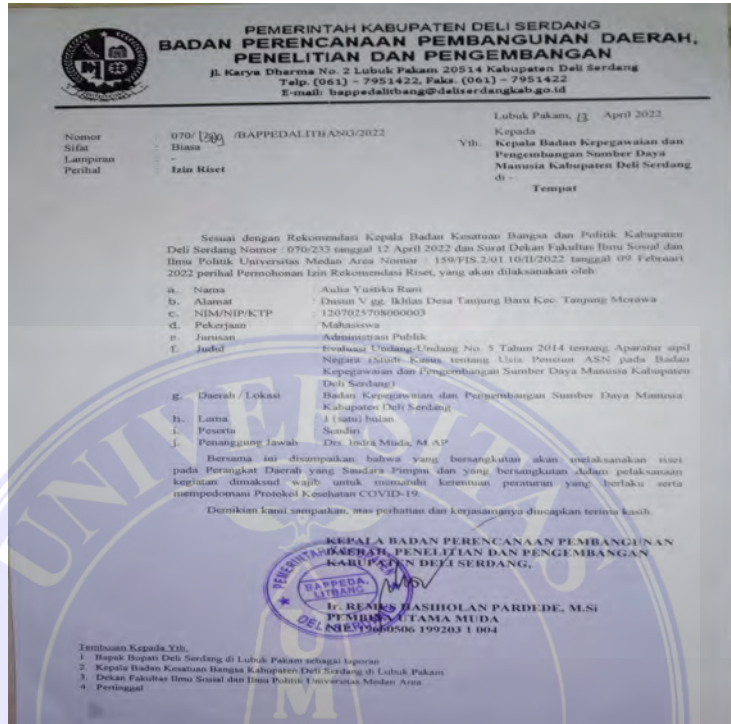 PEMERINTAH KABUPATEN DELI SERDANG
BADAN PERENCANAAN PEMBANGUNAN DAERAH,
PENELITIAN DAN PENGEMBANGAN
Jl. Karya Dharma No. 2 Lubuk Pakam 20514 Kabupaten Deli Serdang
Telp. (061) – 7951422, Faks. (061) – 7951422
E-mail: bappedalitbang@deliserdangkab.go.id
Lubuk Pakam, 13 April 2022
Nomor : 070/ /BAPPEDALITBANG/2022
Sifat : Biasa
Lampiran : -
Perihal : Izin Riset
Kepada
Yth. Kepala Badan Kepegawaian dan
Pengembangan Sumber Daya
Manusia Kabupaten Deli Serdang
di –
Tempat
Sesuai dengan Rekomendasi Kepala Badan Kesatuan Bangsa dan Politik Kabupaten
Deli Serdang Nomor : 070/233 tanggal 12 April 2022 dan Surat Dekan Fakultas Ilmu Sosial dan
Ilmu Politik Universitas Medan Area Nomor : 159/FIS.2/01.10/II/2022 tanggal 09 Februari
2022 perihal Permohonan Izin Rekomendasi Riset, yang akan dilaksanakan oleh:
a. Nama : Aulia Yustika Rani
b. Alamat : Dusun V gg. Ikhlas Desa Tanjung Baru Kec. Tanjung Morawa
c. NIM/NIP/KTP : 1207025708000003
d. Pekerjaan : Mahasiswa
e. Jurusan : Administrasi Publik
f. Judul : Evaluasi Undang-Undang No. 5 Tahun 2014 tentang Aparatur sipil
Negara (Studi Kasus tentang Usia Pensiun ASN pada Badan
Kepegawaian dan Pengembangan Sumber Daya Manusia Kabupaten
Deli Serdang)
g. Daerah / Lokasi : Badan Kepegawaian dan Pengembangan Sumber Daya Manusia
Kabupaten Deli Serdang
h. Lama : 1 (satu) bulan
i. Peserta : Sendiri
j. Penanggung Jawab : Drs. Indra Muda, M.AP
Bersama ini disampaikan bahwa yang bersangkutan akan melaksanakan riset
pada Perangkat Daerah yang Saudara Pimpin dan yang bersangkutan dalam pelaksanaan
kegiatan dimaksud wajib untuk mematuhi ketentuan peraturan yang berlaku serta
mempedomani Protokol Kesehatan COVID-19.
Demikian kami sampaikan, atas perhatian dan kerjasamanya diucapkan terima kasih.
KEPALA BADAN PERENCANAAN PEMBANGUNAN
DAERAH, PENELITIAN DAN PENGEMBANGAN
KABUPATEN DELI SERDANG,
PEMERINTAH KABUPATEN
BAPPEDA
LITBANG
DELI SERDANG
Ir. REMUS HASIHOLAN PARDEDE, M.Si
PEMBINA UTAMA MUDA
NIP. 19660506 199203 1 004
Tembusan Kepada Yth.
1. Bapak Bupati Deli Serdang di Lubuk Pakam sebagai laporan
2. Kepala Badan Kesatuan Bangsa Kabupaten Deli Serdang di Lubuk Pakam
3. Dekan Fakultas Ilmu Sosial dan Ilmu Politik Universitas Medan Area
4. Pertinggal
UNIVERSITAS
M